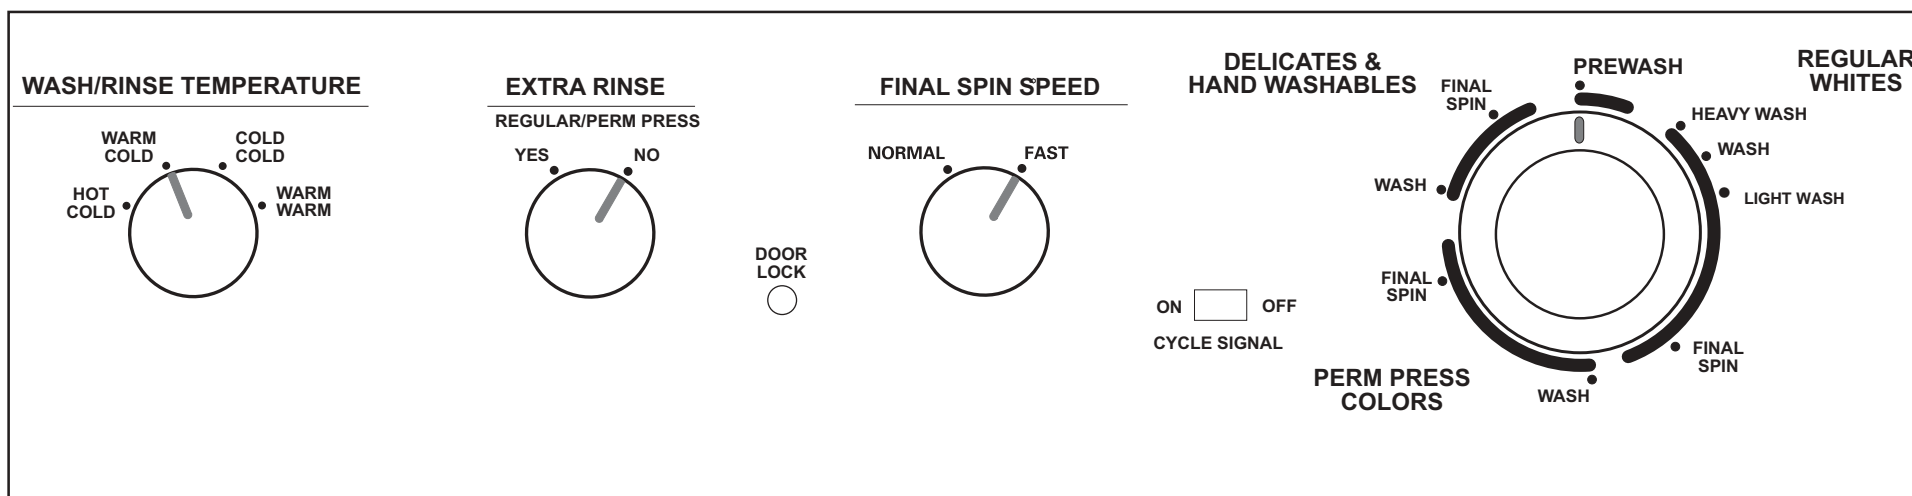 WASH/RINSE TEMPERATURE
WARM
COLD
COLD
COLD
HOT
COLD
WARM
WARM
EXTRA RINSE
REGULAR/PERM PRESS
YES
NO
DOOR
LOCK
FINAL SPIN SPEED
NORMAL
FAST
ON
OFF
CYCLE SIGNAL
DELICATES &
HAND WASHABLES
FINAL
SPIN
WASH
PREWASH
REGULAR
WHITES
HEAVY WASH
WASH
LIGHT WASH
FINAL
SPIN
PERM PRESS
COLORS
WASH
FINAL
SPIN